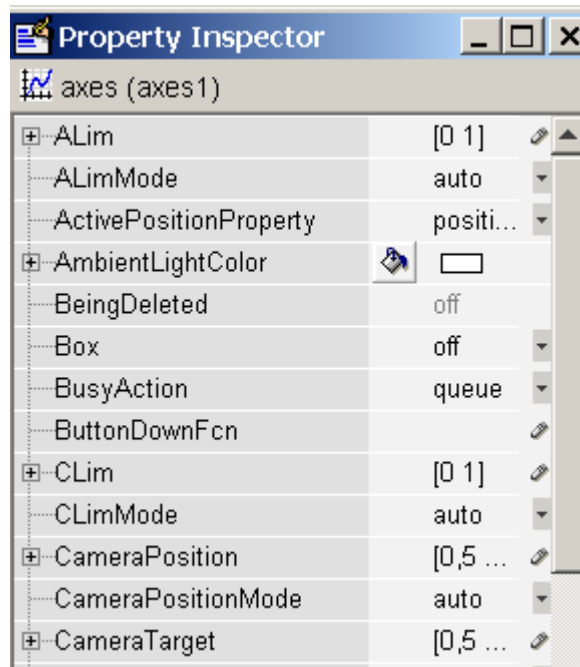 Property Inspector
axes (axes1)
ALim [0 1]
ALimMode auto
ActivePositionProperty positi...
AmbientLightColor
BeingDeleted off
Box off
BusyAction queue
ButtonDownFcn
CLim [0 1]
CLimMode auto
CameraPosition [0,5 ...
CameraPositionMode auto
CameraTarget [0,5 ...